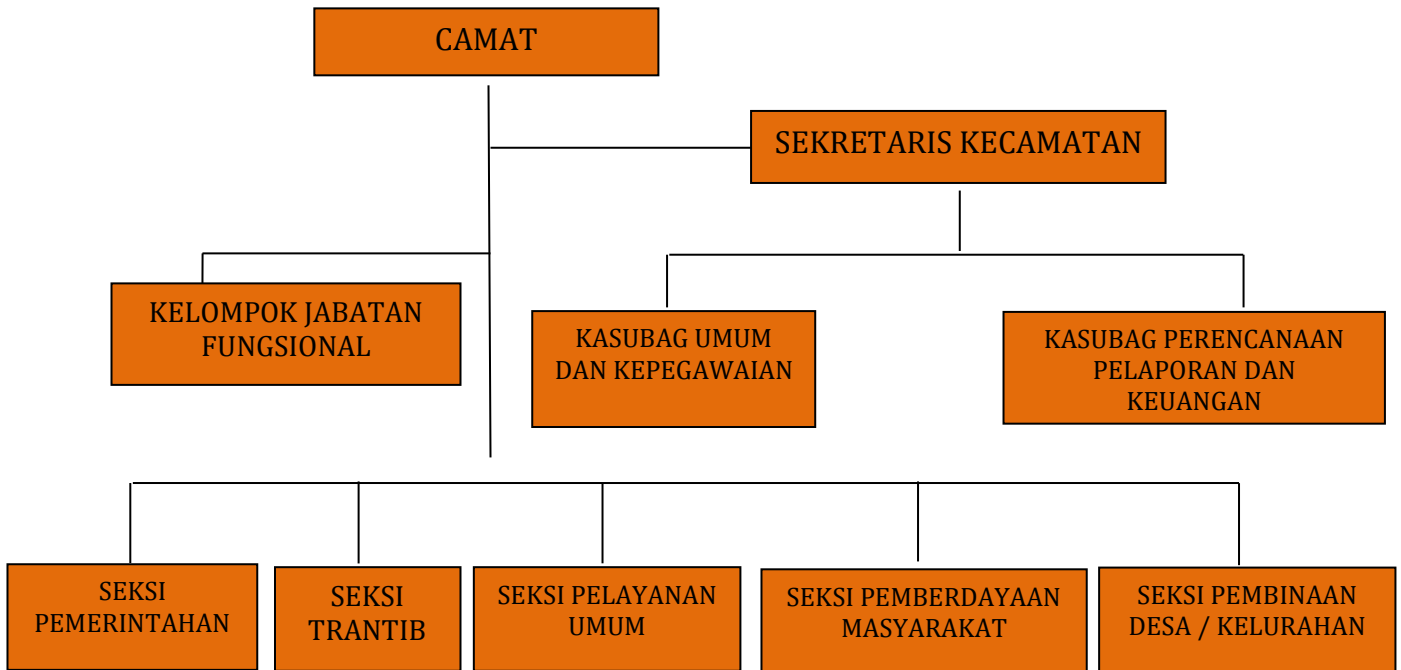 CAMAT
SEKRETARIS KECAMATAN
KELOMPOK JABATAN
FUNGSIONAL
KASUBAG UMUM
DAN KEPEGAWAIAN
KASUBAG PERENCANAAN
PELAPORAN DAN
KEUANGAN
SEKSI
PEMERINTAHAN
SEKSI
TRANTIB
SEKSI PELAYANAN
UMUM
SEKSI PEMBERDAYAAN
MASYARAKAT
SEKSI PEMBINAAN
DESA / KELURAHAN